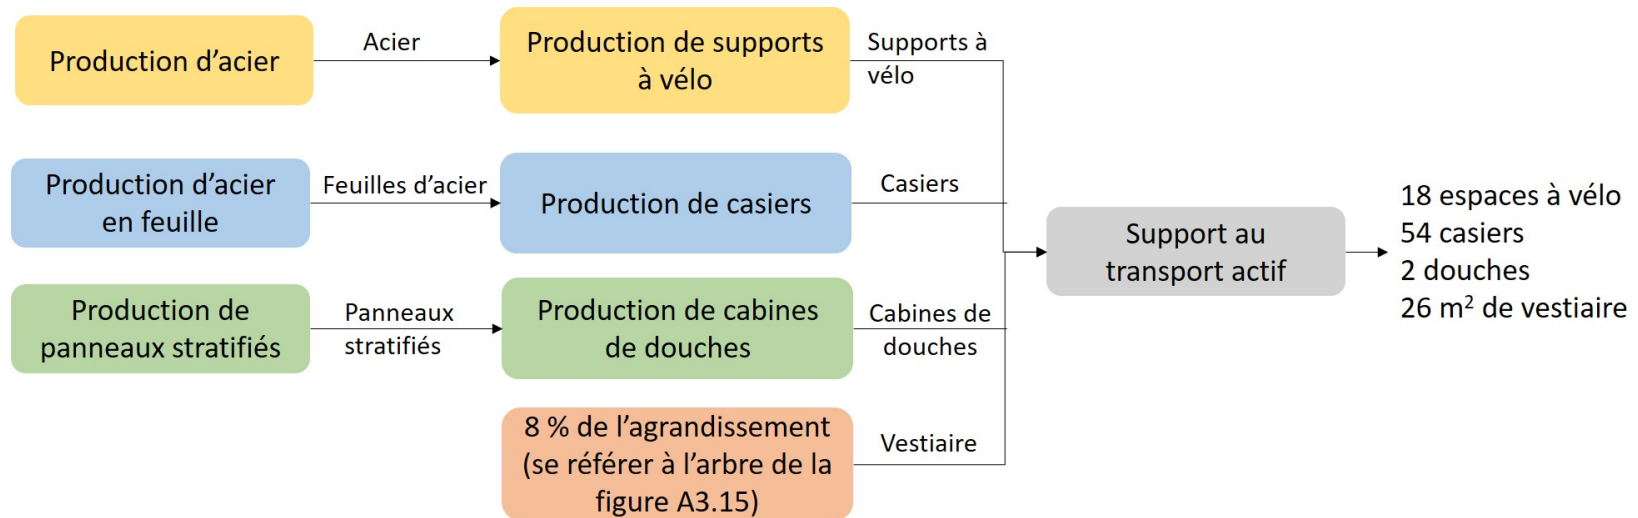 Production d’acier
Acier
Production de supports
à vélo
Supports à
vélo
Production d’acier
en feuille
Feuilles d’acier
Production de casiers
Casiers
Production de
panneaux stratifiés
Panneaux
stratifiés
Production de cabines
de douches
Cabines de
douches
8 % de l’agrandissement
(se référer à l’arbre de la
figure A3.15)
Vestiaire
Support au
transport actif
18 espaces à vélo
54 casiers
2 douches
26 m² de vestiaire